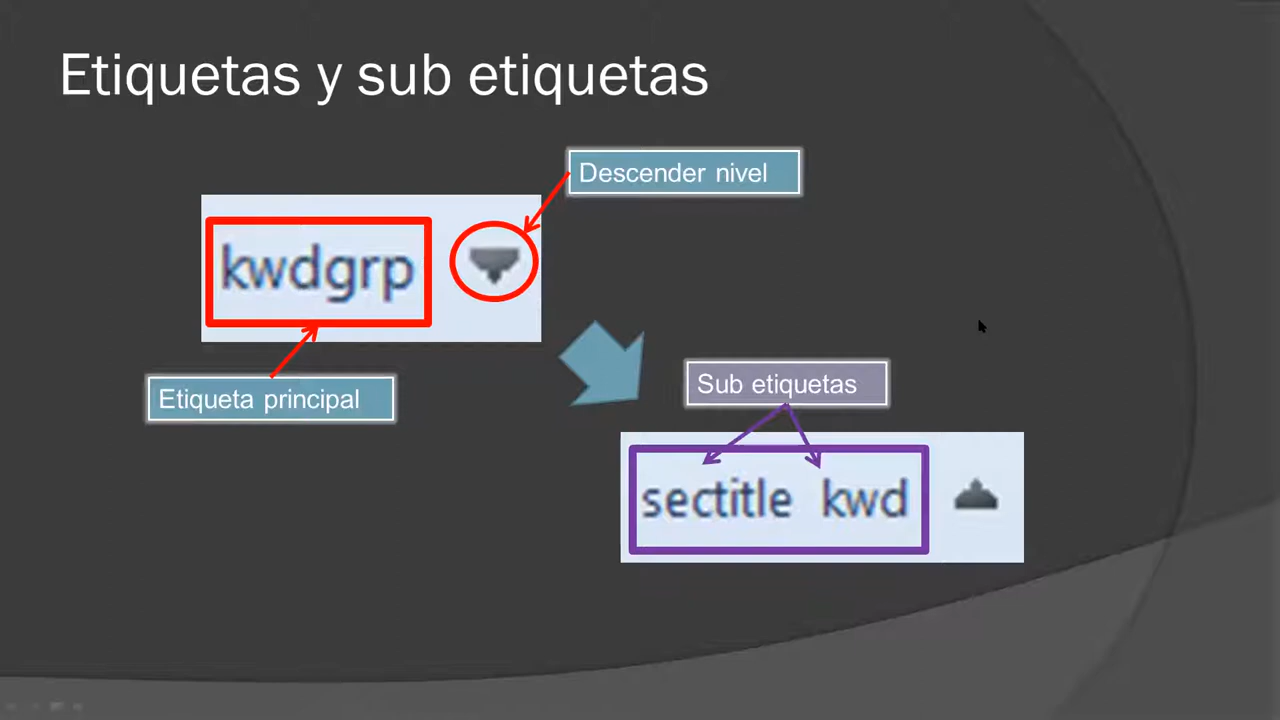 Etiquetas y sub etiquetas
Descender nivel
kwdgrp
Etiqueta principal
Sub etiquetas
sectitle kwd